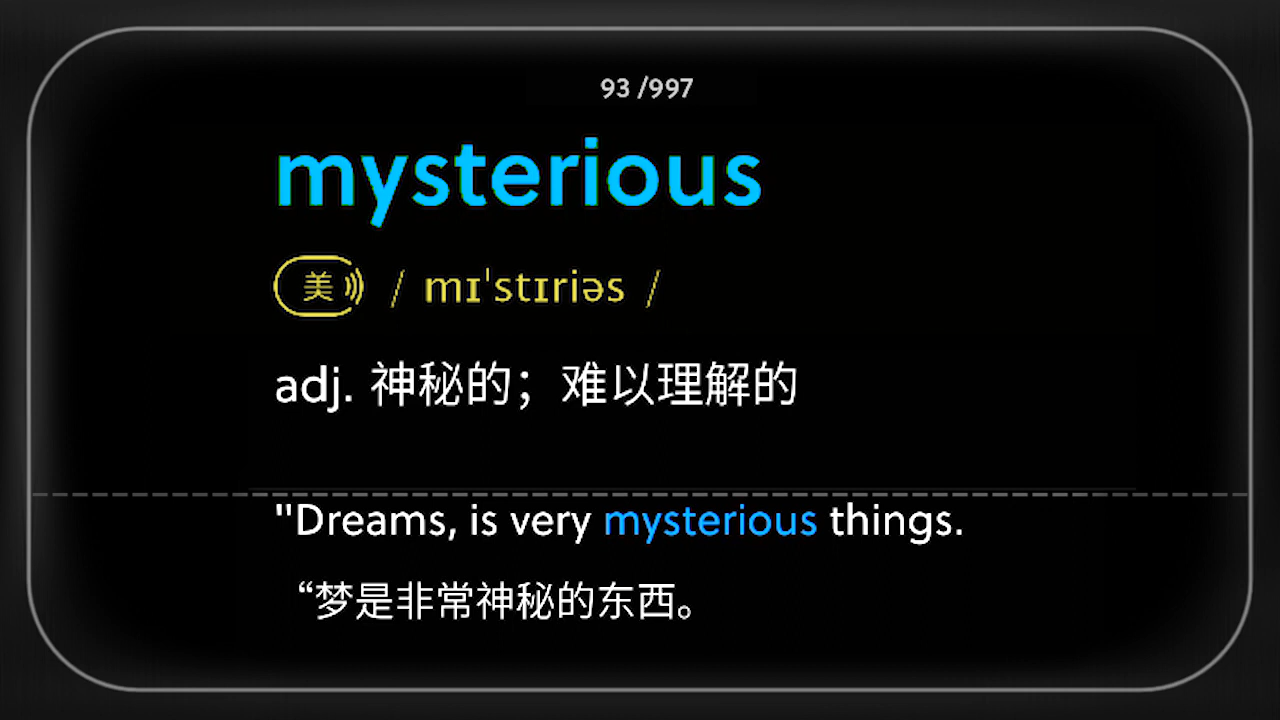 93 /997
mysterious
美 / mɪˈstɪriəs /
adj. 神秘的；难以理解的
"Dreams, is very mysterious things.
“梦是非常神秘的东西。